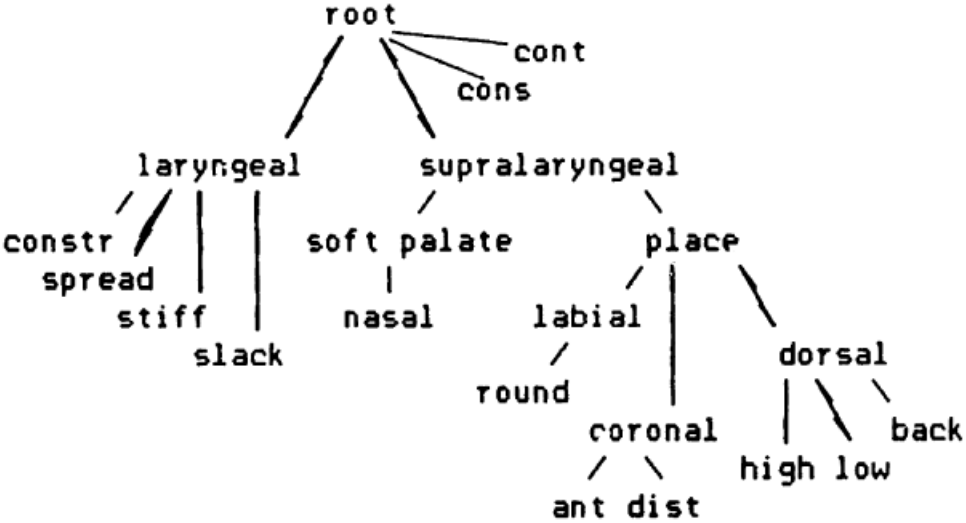 root
cont
cons
laryngeal supralaryngeal
constr soft palate place
spread
stiff nasal labial
slack dorsal
round
coronal back
high low
ant dist